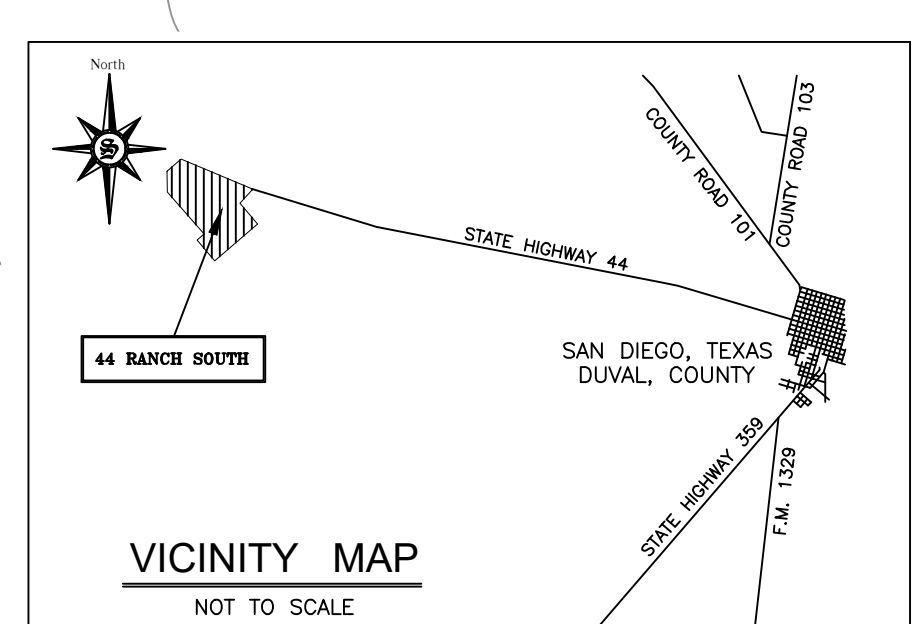 North
S
COUNTY ROAD 101
COUNTY ROAD 103
STATE HIGHWAY 44
44 RANCH SOUTH
SAN DIEGO, TEXAS
DUVAL, COUNTY
STATE HIGHWAY 359
F.M. 1329
VICINITY MAP
NOT TO SCALE